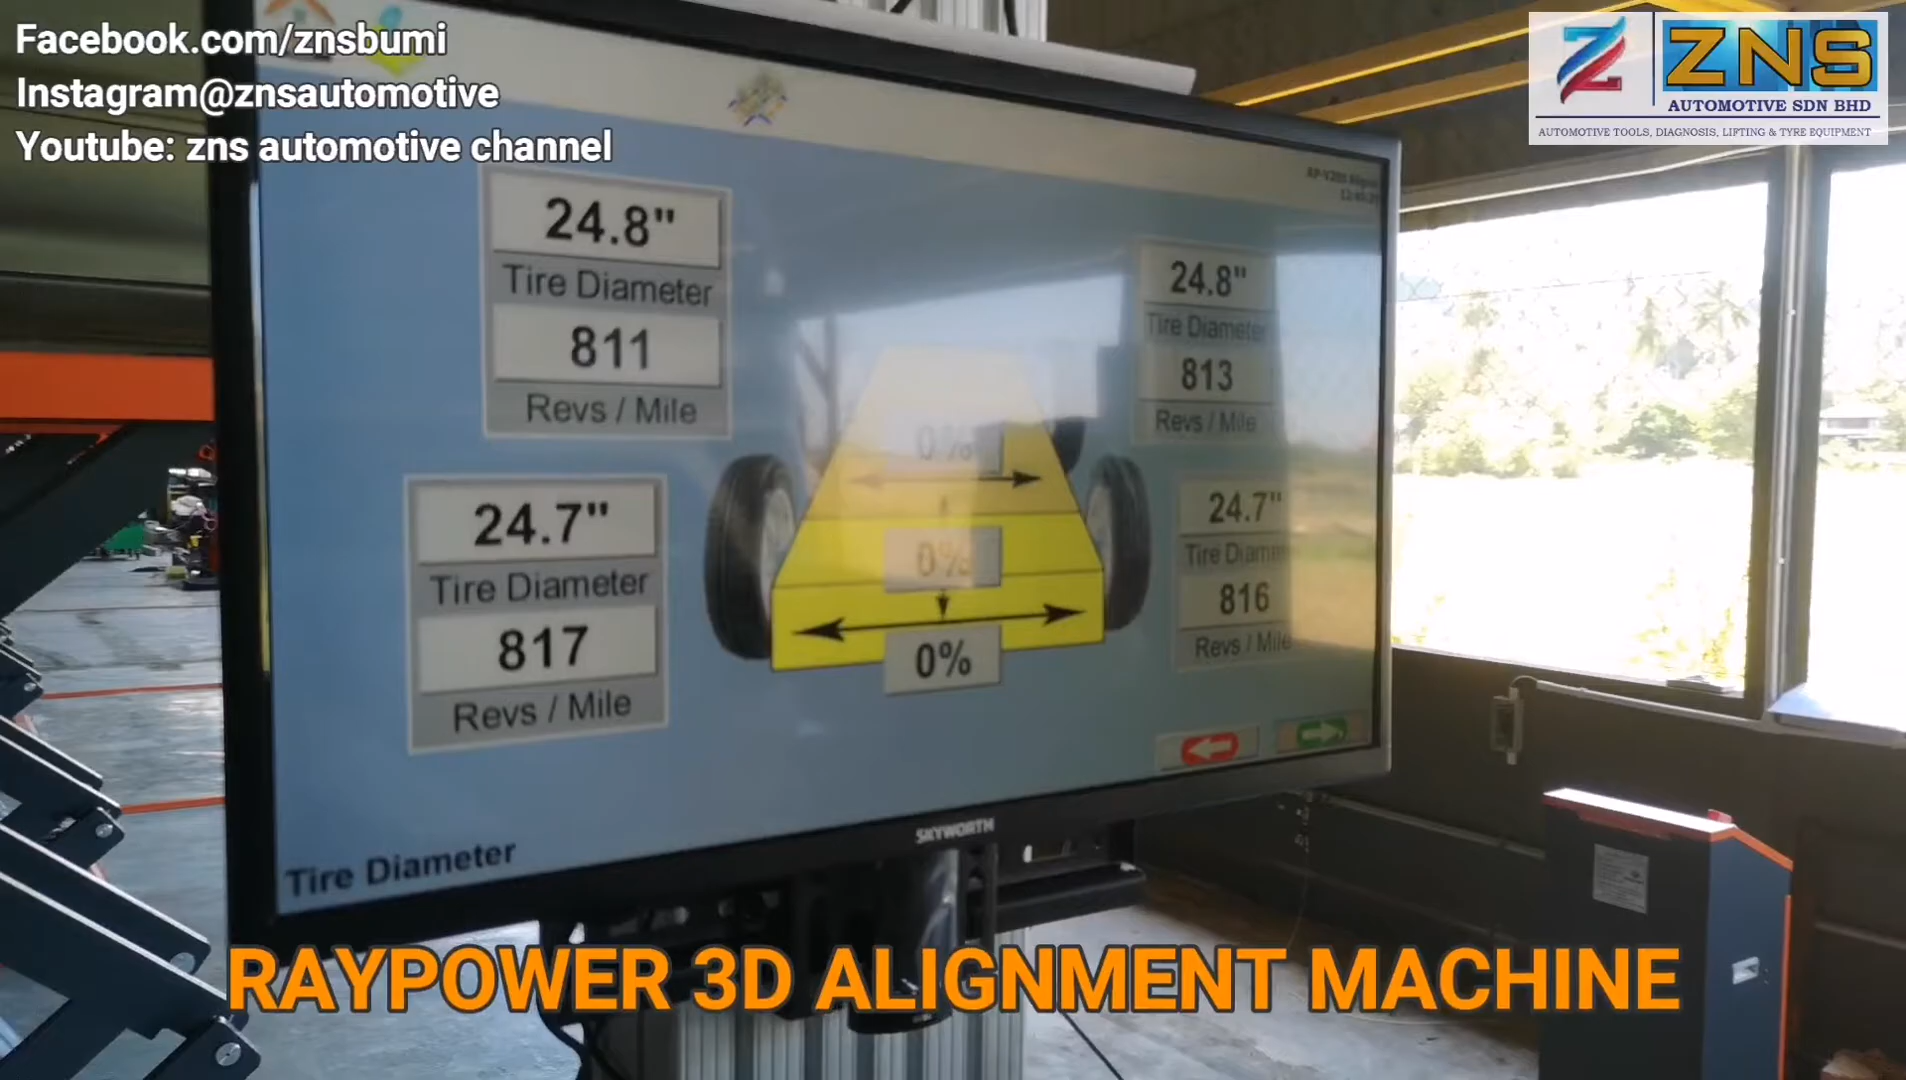 Facebook.com/znsbumi
Instagram@znsautomotive
Youtube: zns automotive channel
Z
ZNS
AUTOMOTIVE SDN BHD
AUTOMOTIVE TOOLS, DIAGNOSIS, LIFTING & TYRE EQUIPMENT
24.8"
Tire Diameter
811
Revs / Mile
24.8"
Tire Diameter
813
Revs / Mile
24.7"
Tire Diameter
817
Revs / Mile
24.7"
Tire Diame
816
Revs / Mile
0%
0%
0%
Tire Diameter
SKYWORTH
RAYPOWER 3D ALIGNMENT MACHINE